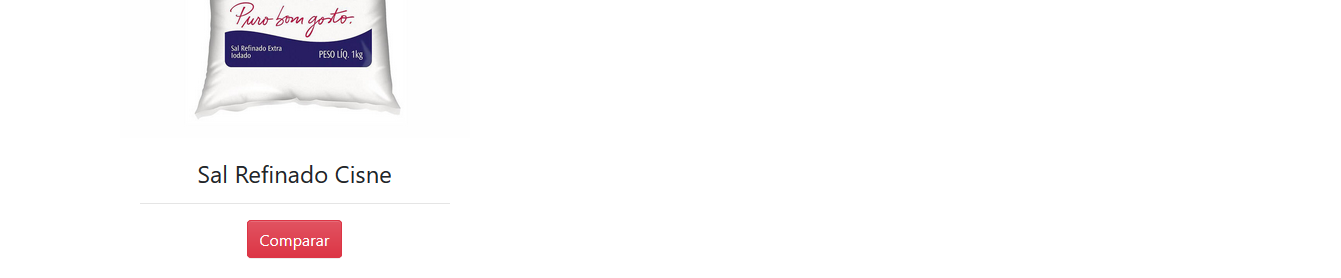 Puro bom gosto.
Sal Refinado Extra
Iodado
PESO LÍQ. 1kg
Sal Refinado Cisne
Comparar